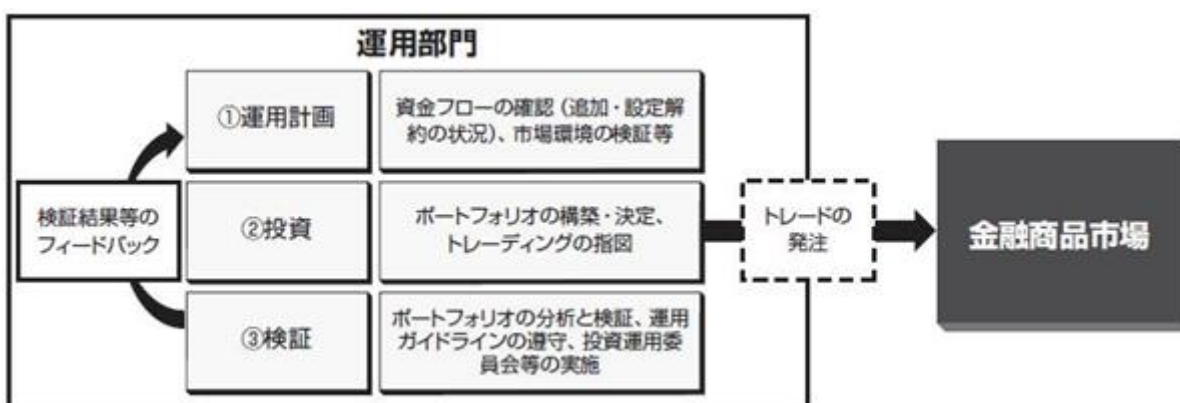 運用部門
①運用計画
資金フローの確認（追加・設定解
約の状況）、市場環境の検証等
検証結果等の
フィードバック
②投資
ポートフォリオの構築・決定、
トレーディングの指図
トレードの
発注
金融商品市場
③検証
ポートフォリオの分析と検証、運用
ガイドラインの遵守、投資運用委
員会等の実施